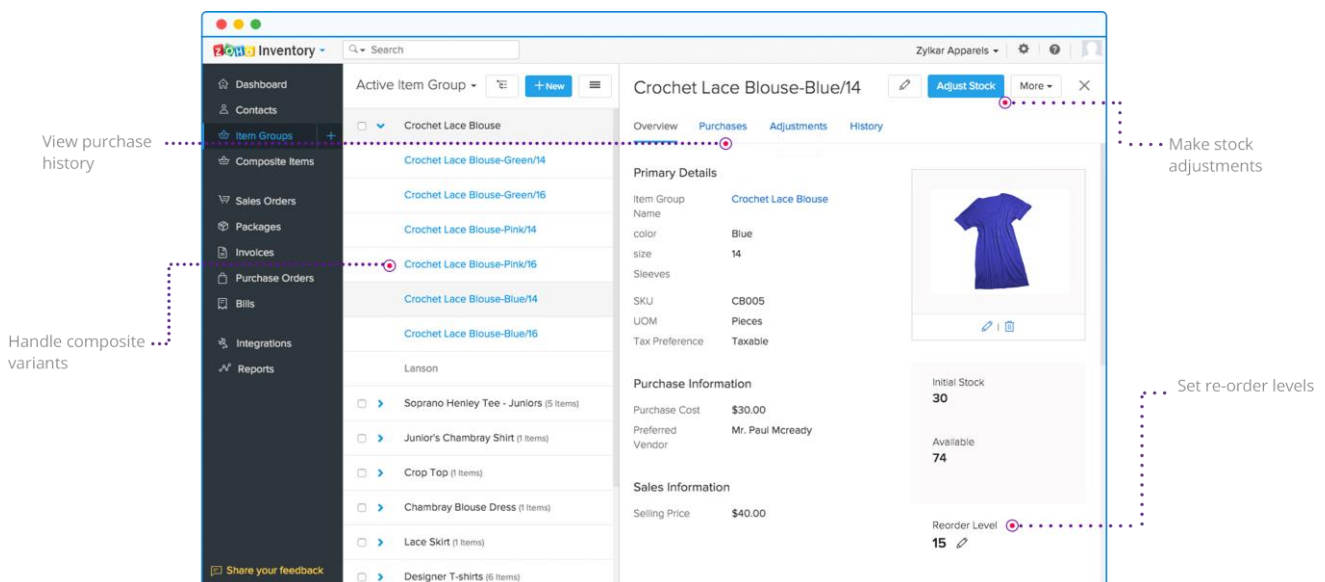 ZOHO Inventory
Search
Zylkar Apparels
Dashboard
Contacts
Item Groups +
Composite Items
Sales Orders
Packages
Invoices
Purchase Orders
Bills
Integrations
Reports
Share your feedback
Active Item Group
+ New
Crochet Lace Blouse
Crochet Lace Blouse-Green/14
Crochet Lace Blouse-Green/16
Crochet Lace Blouse-Pink/14
Crochet Lace Blouse-Pink/16
Crochet Lace Blouse-Blue/14
Crochet Lace Blouse-Blue/16
Lanson
Soprano Henley Tee - Juniors (5 Items)
Junior's Chambray Shirt (1 Items)
Crop Top (1 Items)
Chambray Blouse Dress (1 Items)
Lace Skirt (1 Items)
Designer T-shirts (6 Items)
Crochet Lace Blouse-Blue/14
Adjust Stock
More
Overview Purchases Adjustments History
Primary Details
Item Group Crochet Lace Blouse
Name
color Blue
size 14
Sleeves
SKU CB005
UOM Pieces
Tax Preference Taxable
Purchase Information
Purchase Cost $30.00
Preferred Mr. Paul Mcready
Vendor
Sales Information
Selling Price $40.00
Initial Stock
30
Available
74
Reorder Level
15
View purchase
history
Handle composite
variants
Make stock
adjustments
Set re-order levels